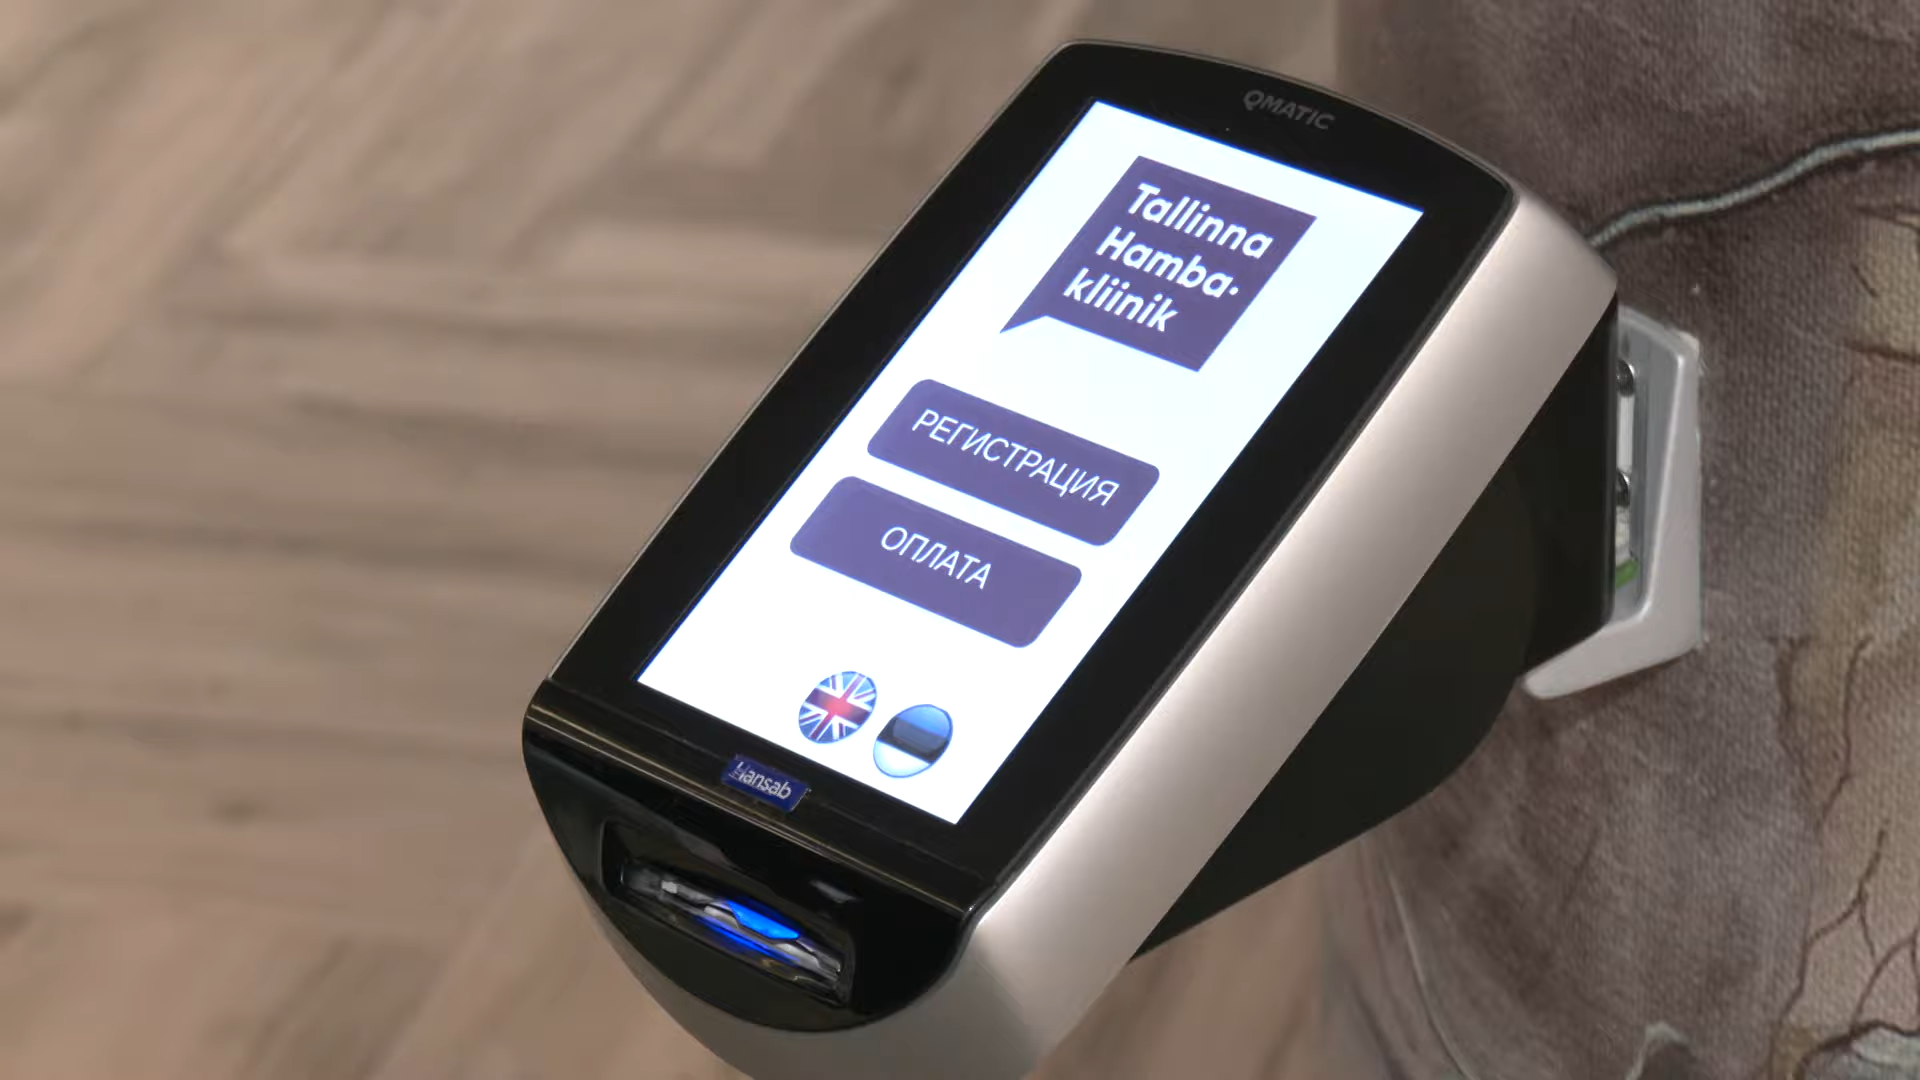 QMATIC
Tallinna
Hamba-
kliinik
РЕГИСТРАЦИЯ
ОПЛАТА
Hansab